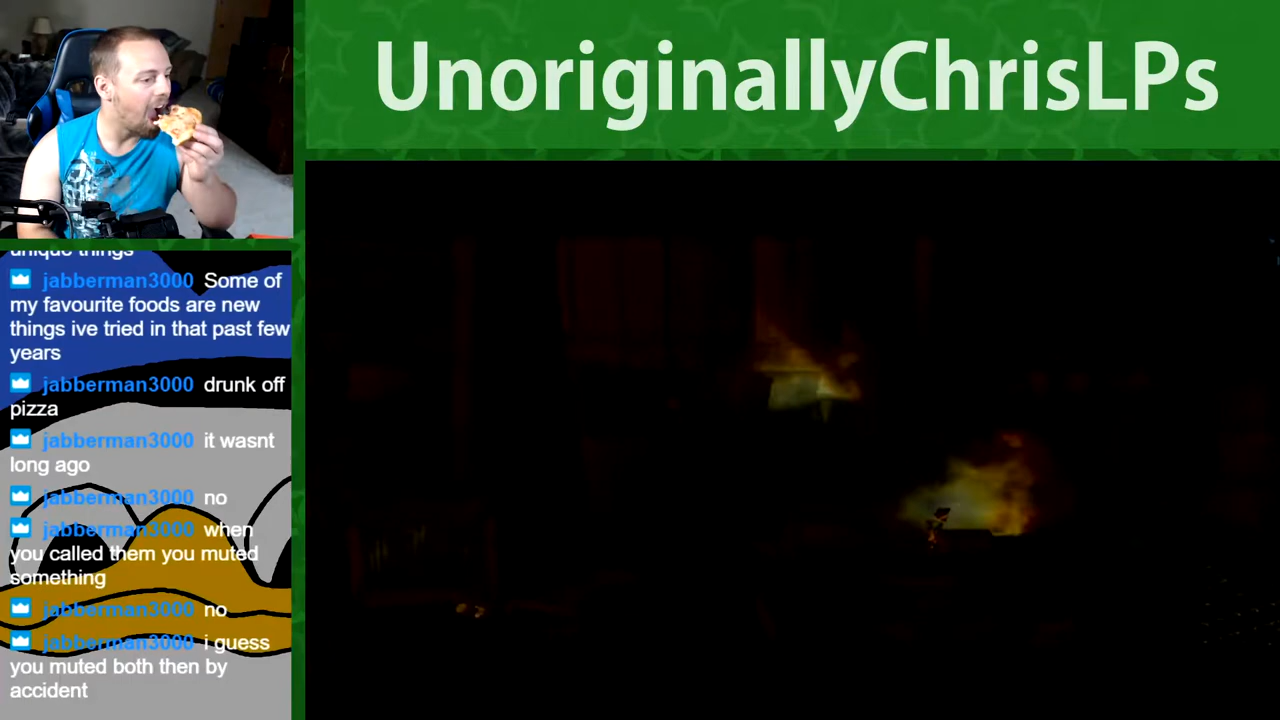 UnoriginallyChrisLPs
unique things
jabberman3000 Some of
my favourite foods are new
things ive tried in that past few
years
jabberman3000 drunk off
pizza
jabberman3000 it wasnt
long ago
jabberman3000 no
jabberman3000 when
you called them you muted
something
jabberman3000 no
jabberman3000 i guess
you muted both then by
accident